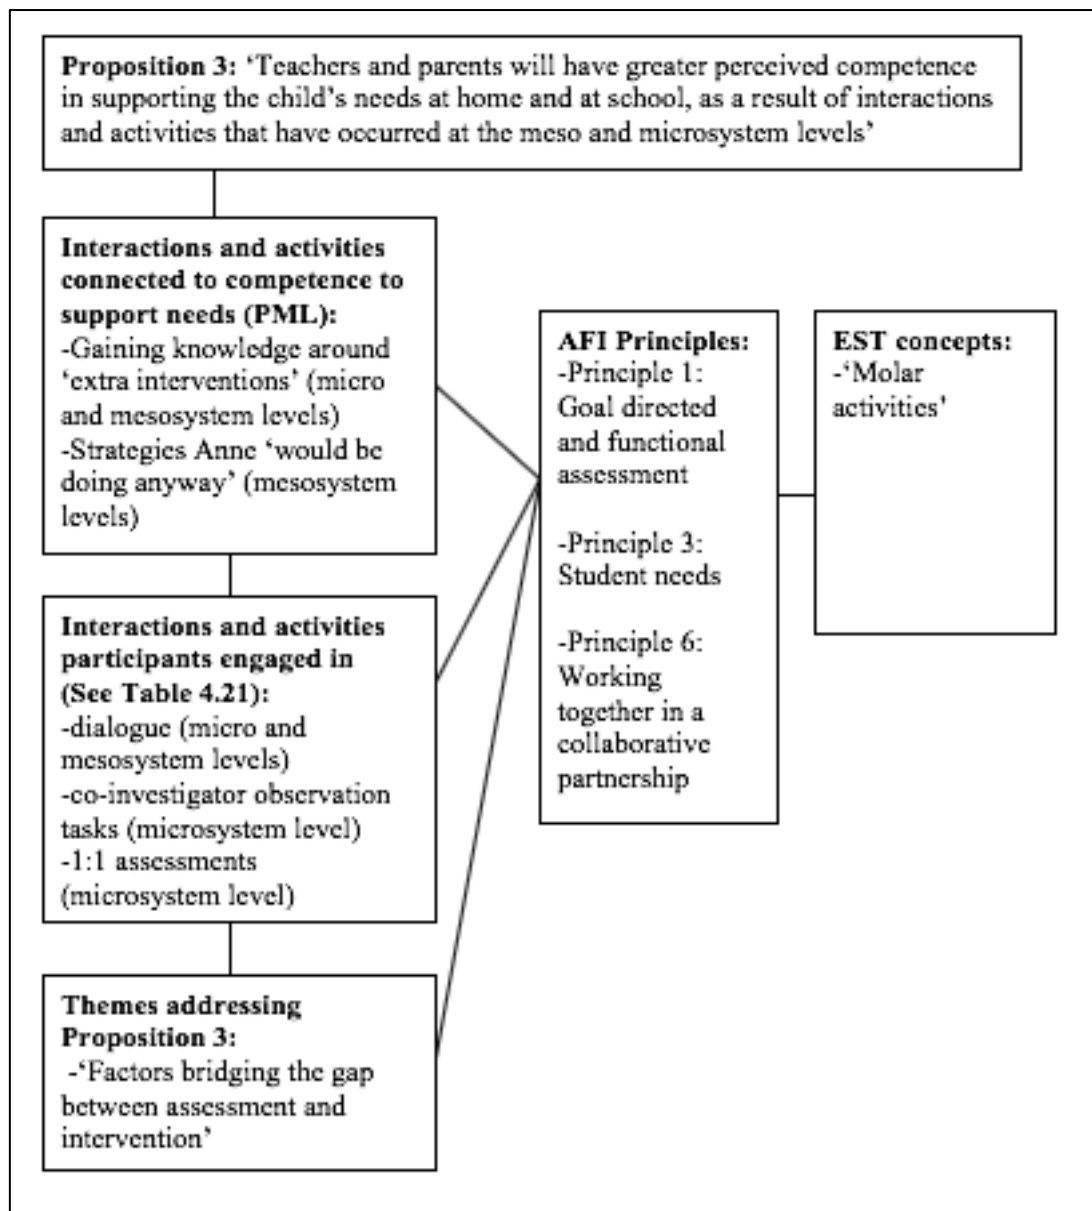 Proposition 3: ‘Teachers and parents will have greater perceived competence
in supporting the child’s needs at home and at school, as a result of interactions
and activities that have occurred at the meso and microsystem levels’
Interactions and activities
connected to competence to
support needs (PML):
-Gaining knowledge around
‘extra interventions’ (micro
and mesosystem levels)
-Strategies Anne ‘would be
doing anyway’ (mesosystem
levels)
Interactions and activities
participants engaged in
(See Table 4.21):
-dialogue (micro and
mesosystem levels)
-co-investigator observation
tasks (microsystem level)
-1:1 assessments
(microsystem level)
Themes addressing
Proposition 3:
-‘Factors bridging the gap
between assessment and
intervention’
AFI Principles:
-Principle 1:
Goal directed
and functional
assessment
-Principle 3:
Student needs
-Principle 6:
Working
together in a
collaborative
partnership
EST concepts:
-‘Molar
activities’